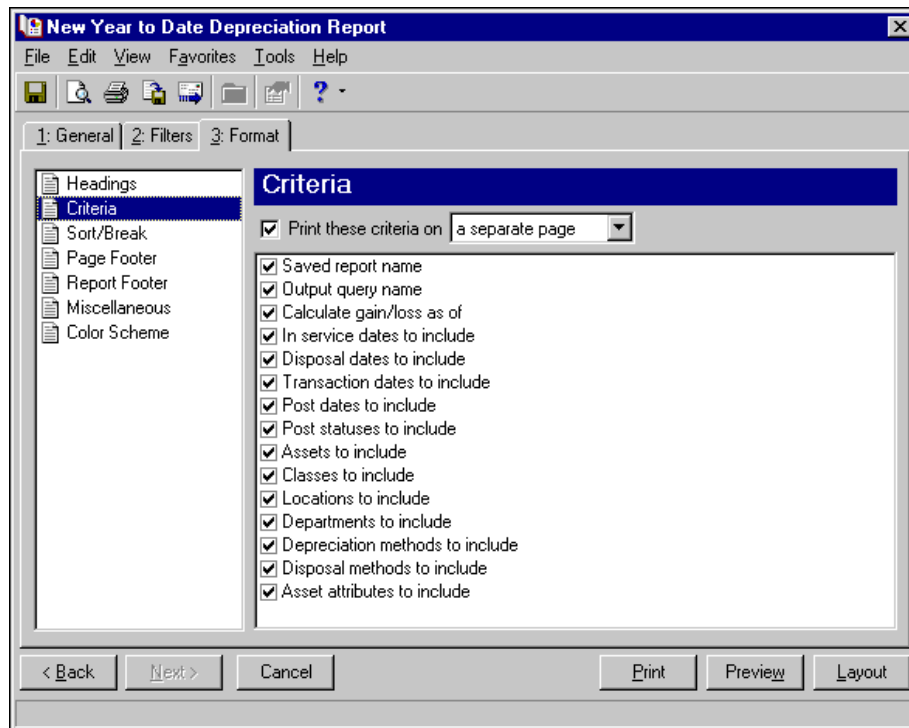 New Year to Date Depreciation Report
File Edit View Favorites Tools Help
?
1: General 2: Filters 3: Format
Headings
Criteria
Sort/Break
Page Footer
Report Footer
Miscellaneous
Color Scheme
Criteria
Print these criteria on a separate page
Saved report name
Output query name
Calculate gain/loss as of
In service dates to include
Disposal dates to include
Transaction dates to include
Post dates to include
Post statuses to include
Assets to include
Classes to include
Locations to include
Departments to include
Depreciation methods to include
Disposal methods to include
Asset attributes to include
< Back Next > Cancel Print Preview Layout